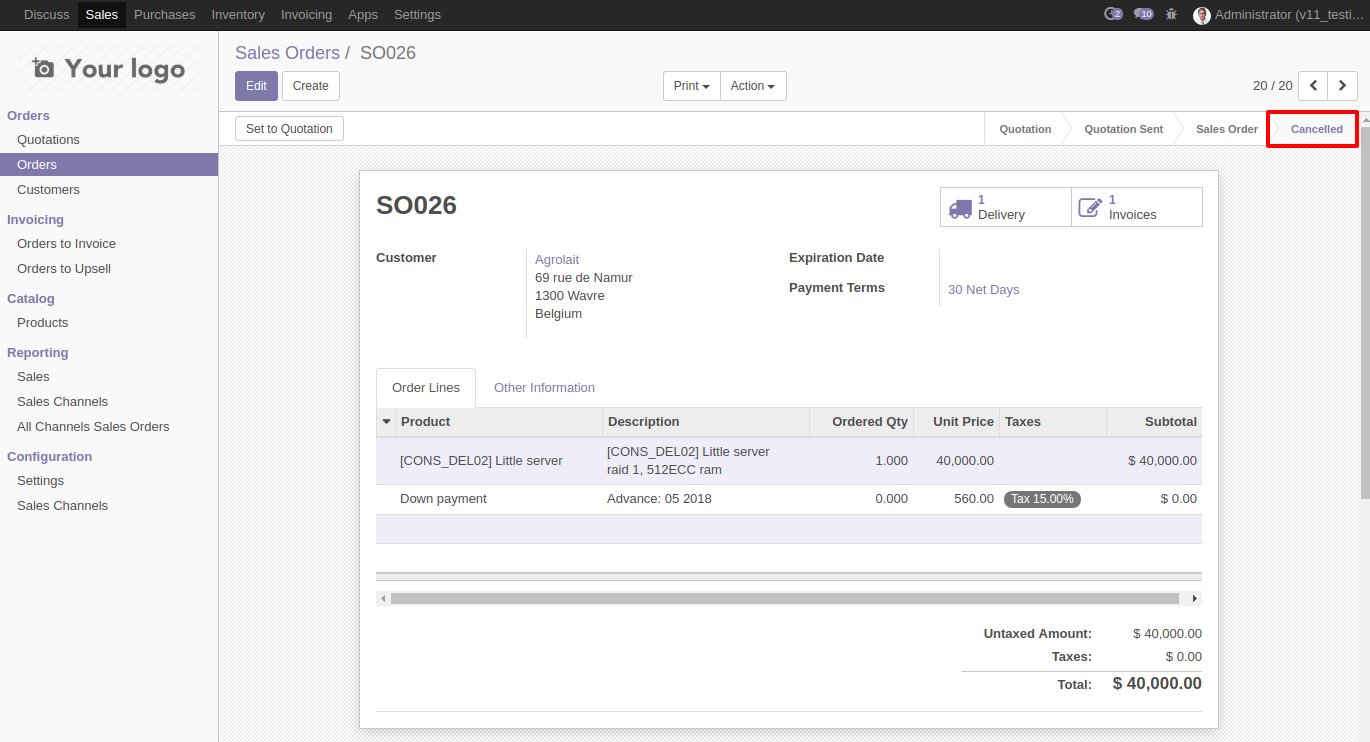 Discuss Sales Purchases Inventory Invoicing Apps Settings 2 10 Administrator (v11_testi...
Your logo
Orders
Quotations
Orders
Customers
Invoicing
Orders to Invoice
Orders to Upsell
Catalog
Products
Reporting
Sales
Sales Channels
All Channels Sales Orders
Configuration
Settings
Sales Channels
Sales Orders / SO026
Edit Create Print Action 20 / 20
Set to Quotation Quotation Quotation Sent Sales Order Cancelled
SO026
1 Delivery
1 Invoices
Customer
Agrolait
69 rue de Namur
1300 Wavre
Belgium
Expiration Date
Payment Terms 30 Net Days
Order Lines Other Information
Product Description Ordered Qty Unit Price Taxes Subtotal
[CONS_DEL02] Little server [CONS_DEL02] Little server 1.000 40,000.00 $ 40,000.00
raid 1, 512ECC ram
Down payment Advance: 05 2018 0.000 560.00 Tax 15.00% $ 0.00
Untaxed Amount: $ 40,000.00
Taxes: $ 0.00
Total: $ 40,000.00